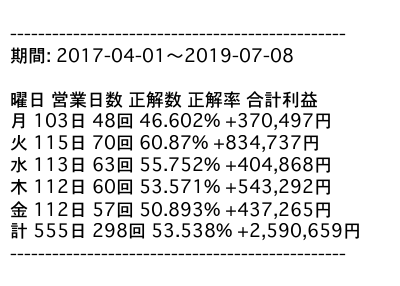 ------------------------------------------------
期間: 2017-04-01〜2019-07-08
曜日 営業日数 正解数 正解率 合計利益
月 103日 48回 46.602% +370,497円
火 115日 70回 60.87% +834,737円
水 113日 63回 55.752% +404,868円
木 112日 60回 53.571% +543,292円
金 112日 57回 50.893% +437,265円
計 555日 298回 53.538% +2,590,659円
------------------------------------------------